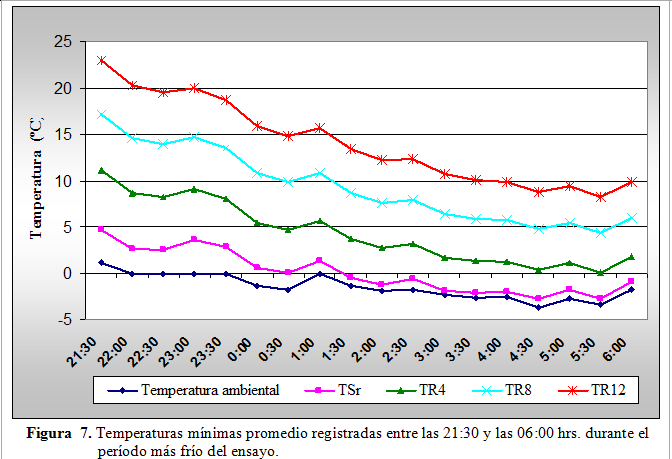 25
20
15
10
5
0
-5
Temperatura (ºC)
21:30 22:00 22:30 23:00 23:30 0:00 0:30 1:00 1:30 2:00 2:30 3:00 3:30 4:00 4:30 5:00 5:30 6:00
Temperatura ambiental TSr TR4 TR8 TR12
Figura 7. Temperaturas mínimas promedio registradas entre las 21:30 y las 06:00 hrs. durante el
período más frío del ensayo.